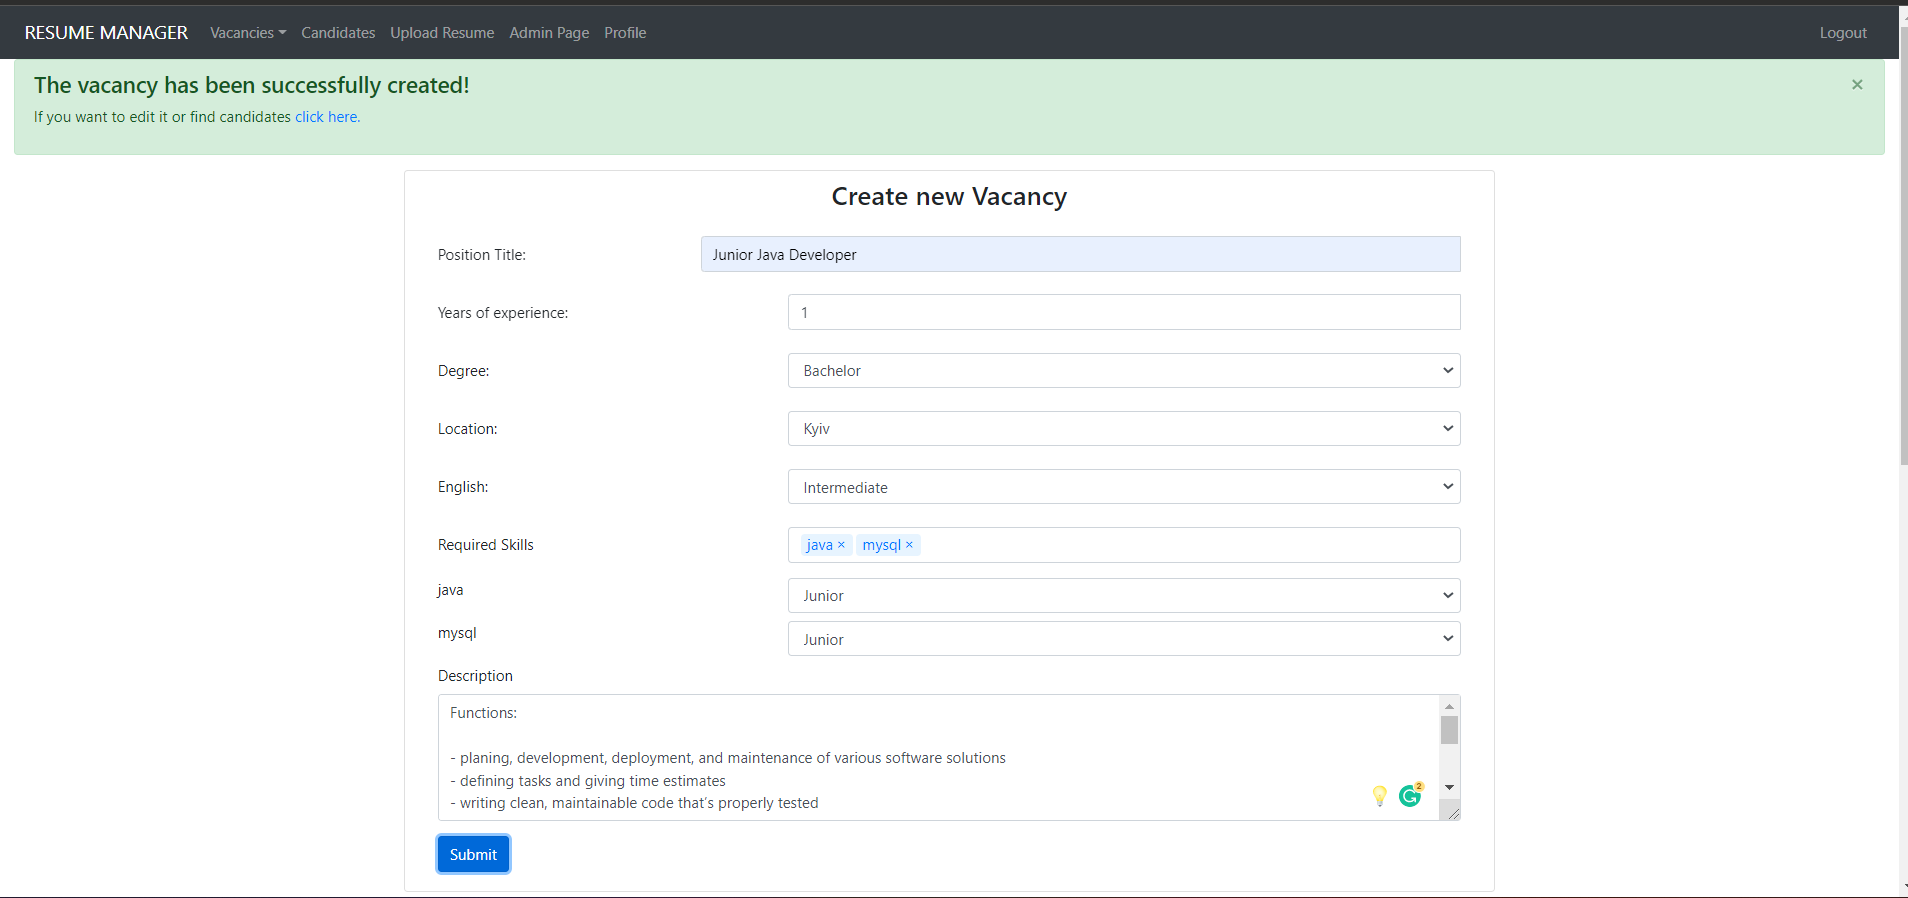 RESUME MANAGER Vacancies Candidates Upload Resume Admin Page Profile Logout
The vacancy has been successfully created! ×
If you want to edit it or find candidates click here.
Create new Vacancy
Position Title: Junior Java Developer
Years of experience: 1
Degree: Bachelor
Location: Kyiv
English: Intermediate
Required Skills java × mysql ×
java Junior
mysql Junior
Description
Functions:
- planing, development, deployment, and maintenance of various software solutions
- defining tasks and giving time estimates
- writing clean, maintainable code that’s properly tested
2
Submit